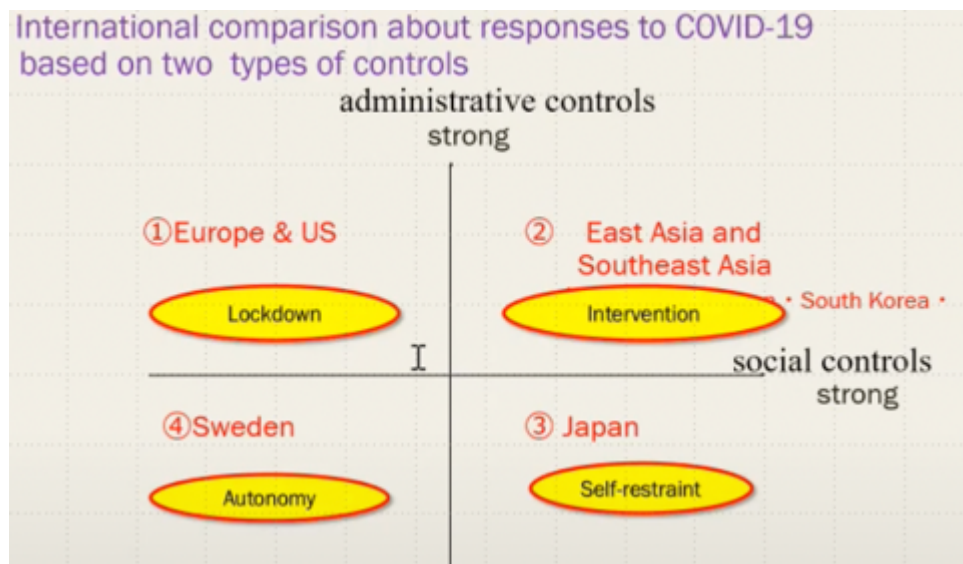 International comparison about responses to COVID-19
based on two types of controls
administrative controls
strong
①Europe & US
② East Asia and
Southeast Asia
Lockdown
Intervention
・South Korea・
social controls
strong
④Sweden
③ Japan
Autonomy
Self-restraint